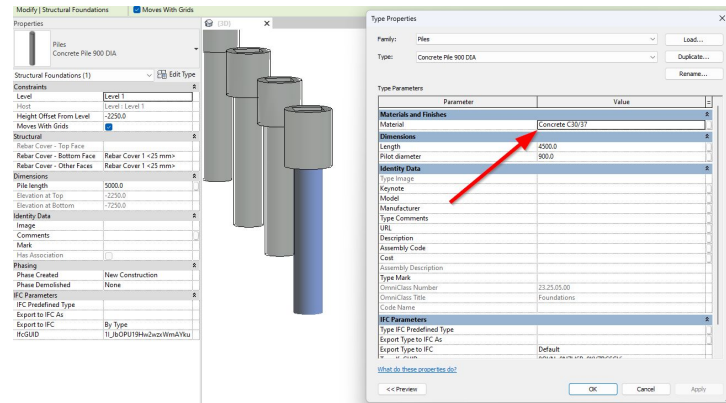 Modify | Structural Foundations
Moves With Grids
Properties
Piles
Concrete Pile 900 DIA
Structural Foundations (1)
Edit Type
Constraints
Level Level 1
Host Level : Level 1
Height Offset From Level -2250.0
Moves With Grids
Structural
Rebar Cover - Top Face
Rebar Cover - Bottom Face Rebar Cover 1 <25 mm>
Rebar Cover - Other Faces Rebar Cover 1 <25 mm>
Dimensions
Pile length 5000.0
Elevation at Top -2250.0
Elevation at Bottom -7250.0
Identity Data
Image
Comments
Mark
Has Association
Phasing
Phase Created New Construction
Phase Demolished None
IFC Parameters
IFC Predefined Type
Export to IFC As
Export to IFC By Type
{3D}
Type Properties
Family: Piles Load...
Type: Concrete Pile 900 DIA Duplicate...
Rename...
Type Parameters
Parameter Value =
Materials and Finishes
Material Concrete C30/37
Dimensions
Length 4500.0
Pilot diameter 900.0
Identity Data
Type Image
Keynote
Model
Manufacturer
Type Comments
URL
Description
Assembly Code
Cost
Assembly Description
Type Mark
OmniClass Number 23.25.05.00
OmniClass Title Foundations
Code Name
IFC Parameters
Type IFC Predefined Type
Export Type to IFC As
Export Type to IFC Default
What do these properties do?
<< Preview OK Cancel Apply